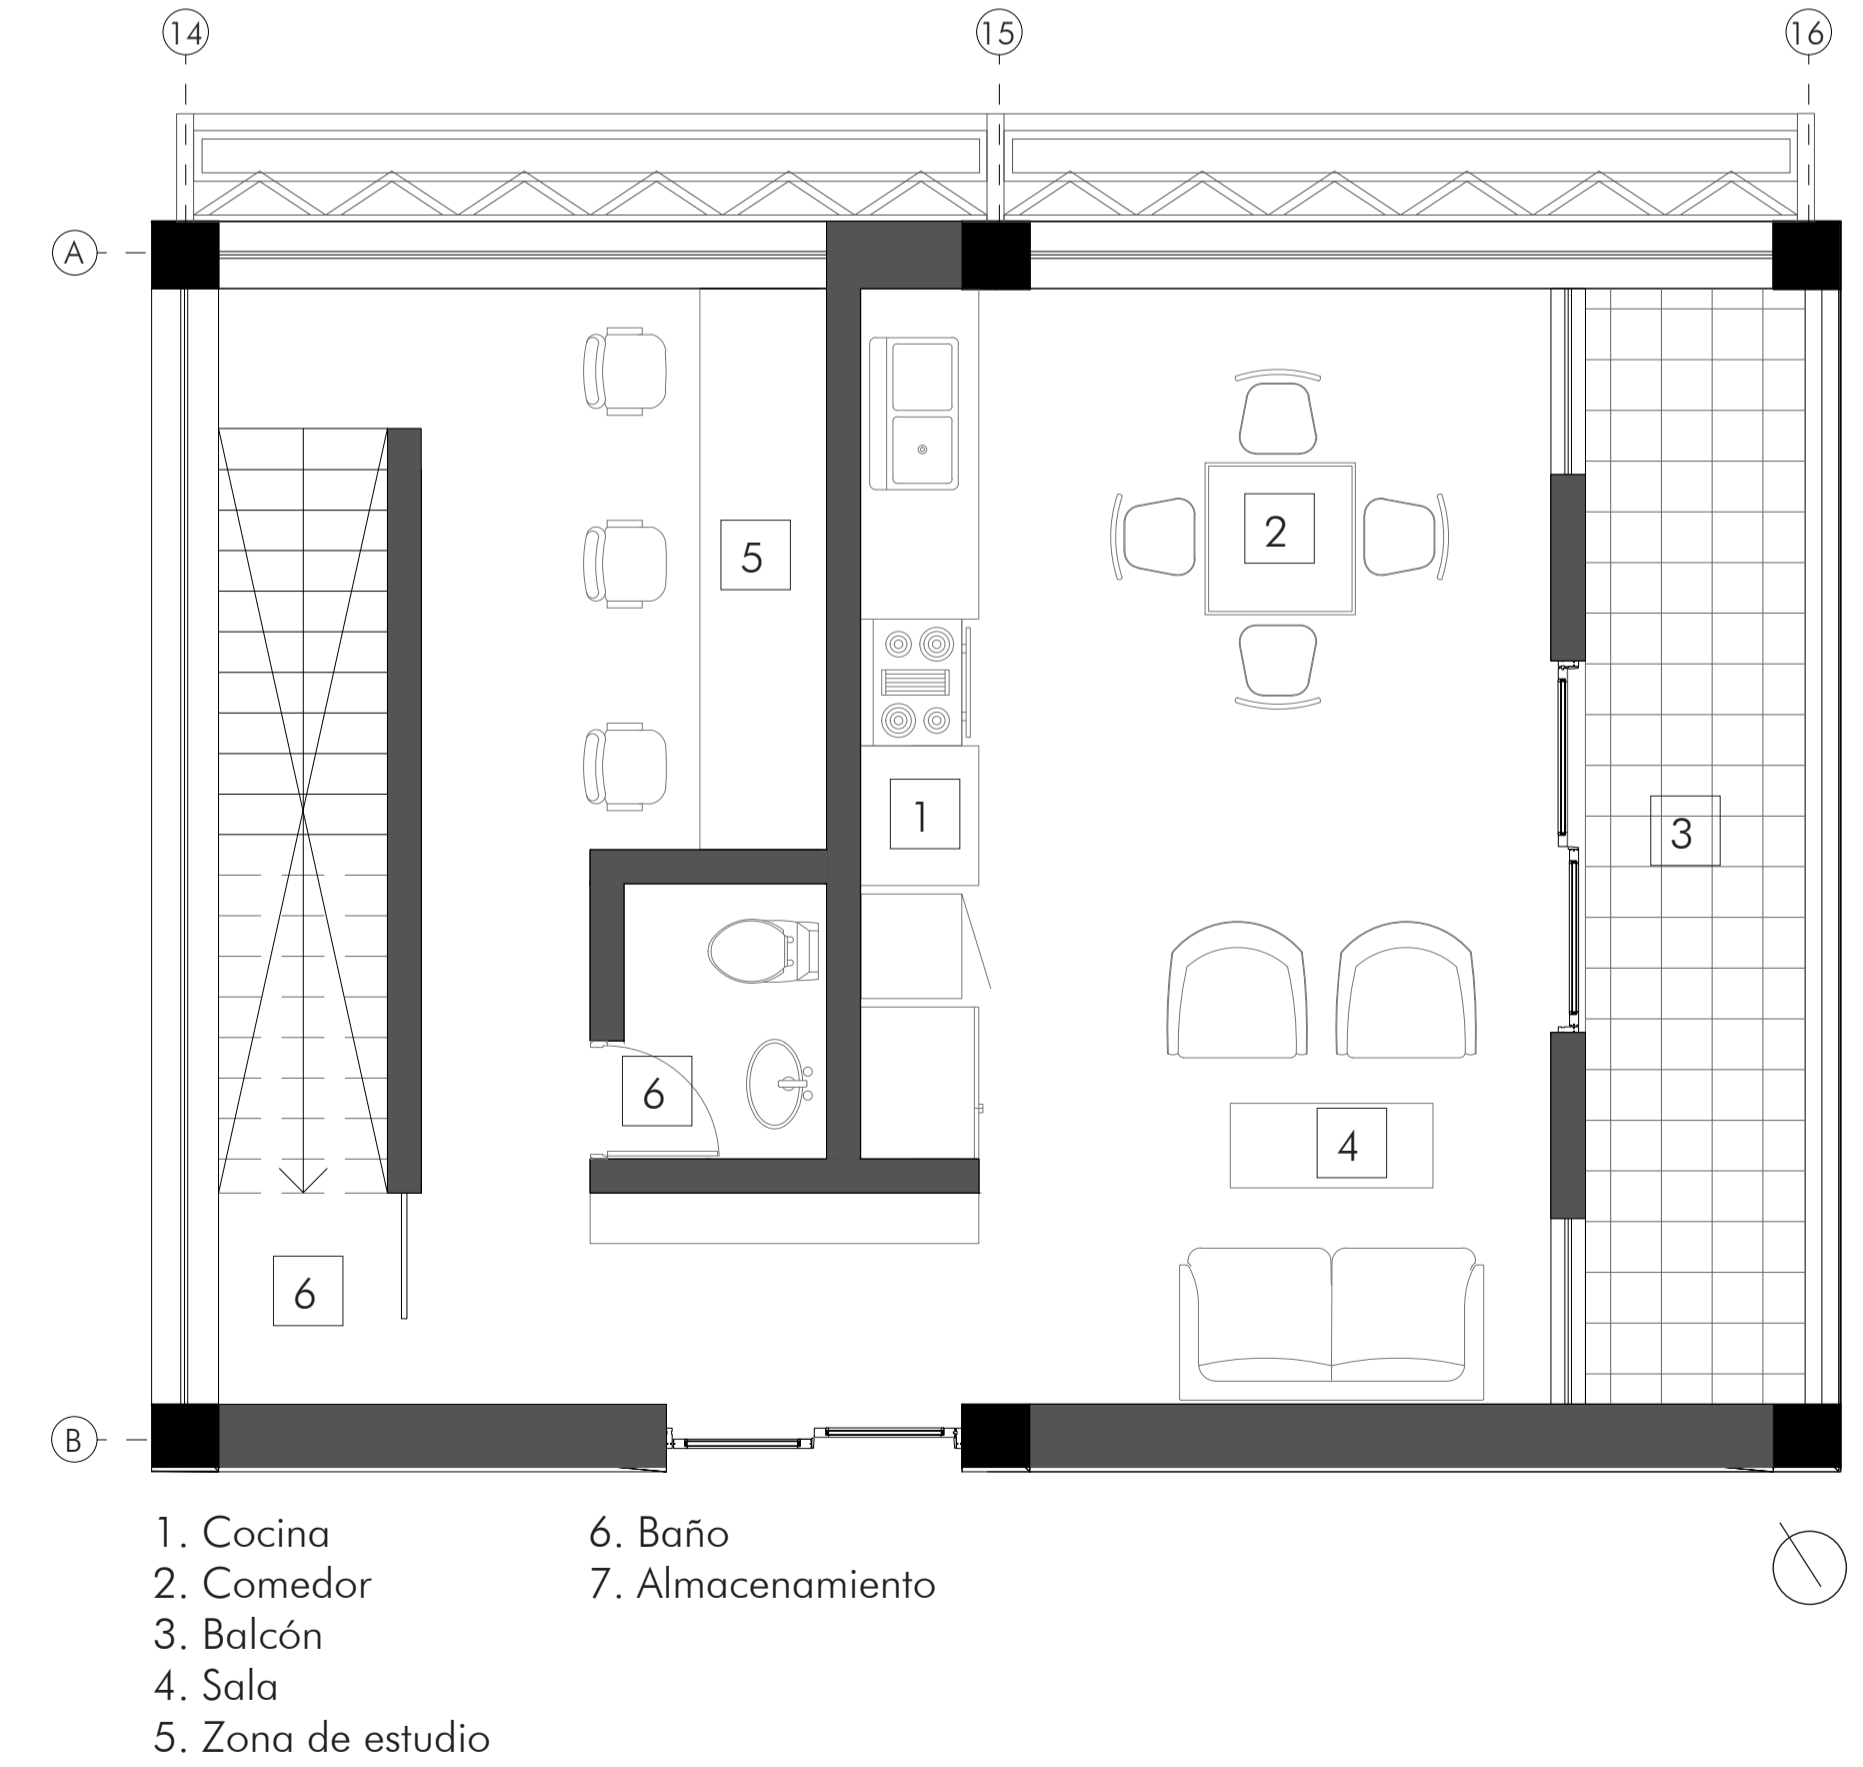 14 15 16
A
5
2
1
3
6
4
6
B
1. Cocina
2. Comedor
3. Balcón
4. Sala
5. Zona de estudio
6. Baño
7. Almacenamiento